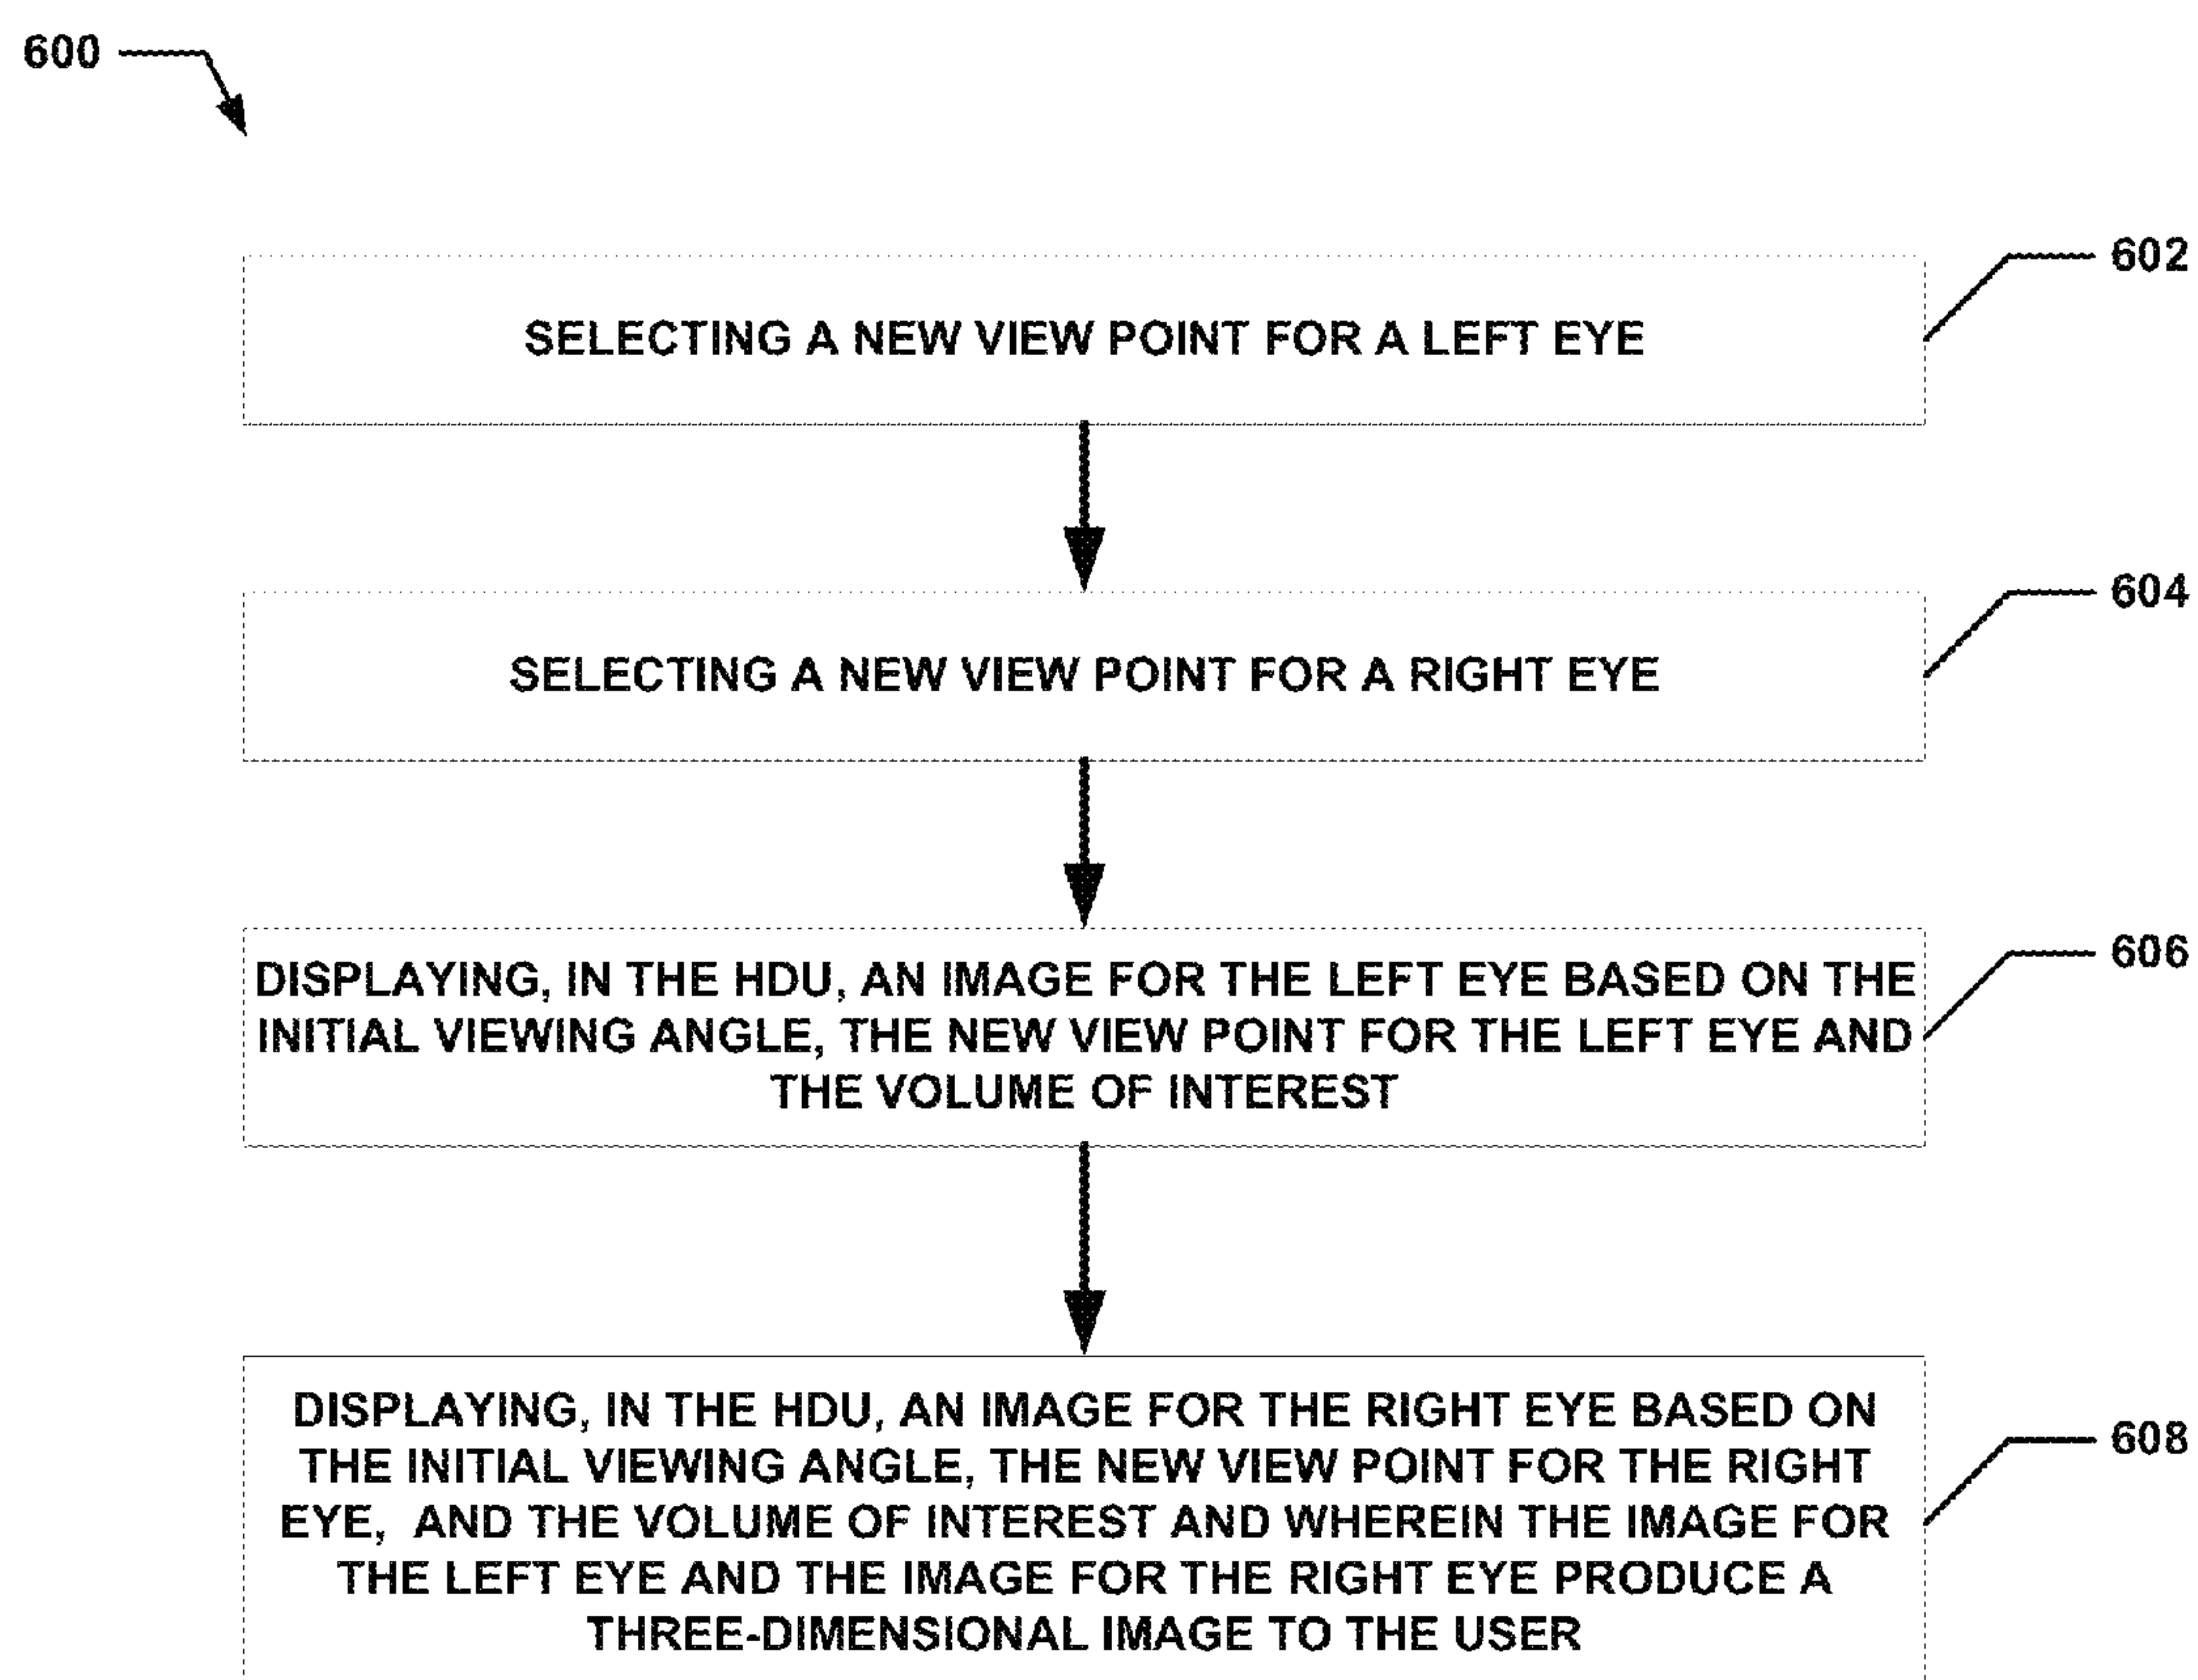 600
602
SELECTING A NEW VIEW POINT FOR A LEFT EYE
604
SELECTING A NEW VIEW POINT FOR A RIGHT EYE
606
DISPLAYING, IN THE HDU, AN IMAGE FOR THE LEFT EYE BASED ON THE
INITIAL VIEWING ANGLE, THE NEW VIEW POINT FOR THE LEFT EYE AND
THE VOLUME OF INTEREST
608
DISPLAYING, IN THE HDU, AN IMAGE FOR THE RIGHT EYE BASED ON
THE INITIAL VIEWING ANGLE, THE NEW VIEW POINT FOR THE RIGHT
EYE, AND THE VOLUME OF INTEREST AND WHEREIN THE IMAGE FOR
THE LEFT EYE AND THE IMAGE FOR THE RIGHT EYE PRODUCE A
THREE-DIMENSIONAL IMAGE TO THE USER